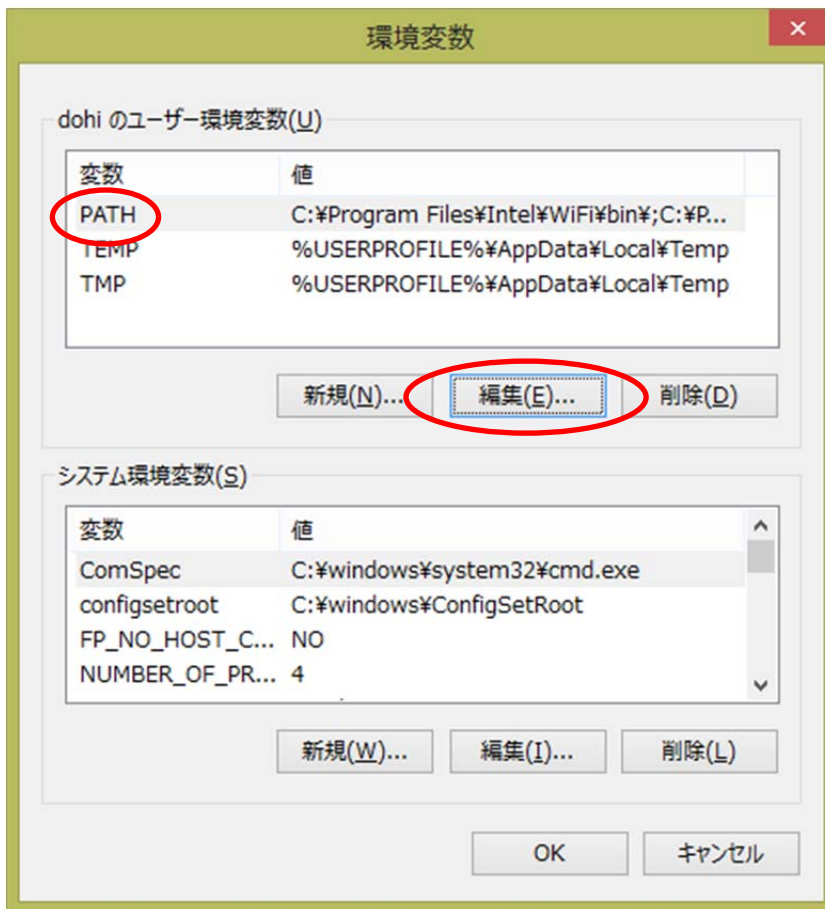 環境変数
dohi のユーザー環境変数(U)
変数 値
PATH C:¥Program Files¥Intel¥WiFi¥bin¥;C:¥P...
TEMP %USERPROFILE%¥AppData¥Local¥Temp
TMP %USERPROFILE%¥AppData¥Local¥Temp
新規(N)... 編集(E)... 削除(D)
システム環境変数(S)
変数 値
ComSpec C:¥windows¥system32¥cmd.exe
configsetroot C:¥windows¥ConfigSetRoot
FP_NO_HOST_C... NO
NUMBER_OF_PR... 4
新規(W)... 編集(I)... 削除(L)
OK キャンセル